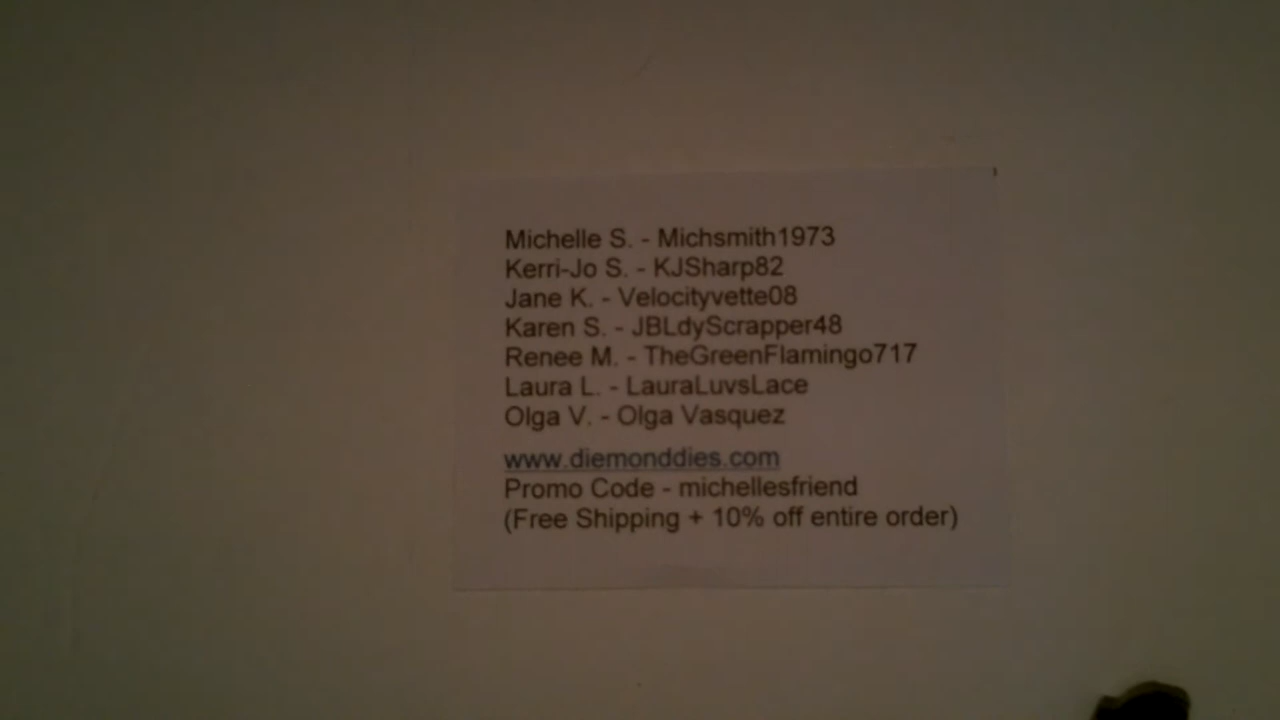 Michelle S. - Michsmith1973
Kerri-Jo S. - KJSharp82
Jane K. - Velocityvette08
Karen S. - JBLdyScrapper48
Renee M. - TheGreenFlamingo717
Laura L. - LauraLuvsLace
Olga V. - Olga Vasquez
www.diemonddies.com
Promo Code - michellesfriend
(Free Shipping + 10% off entire order)